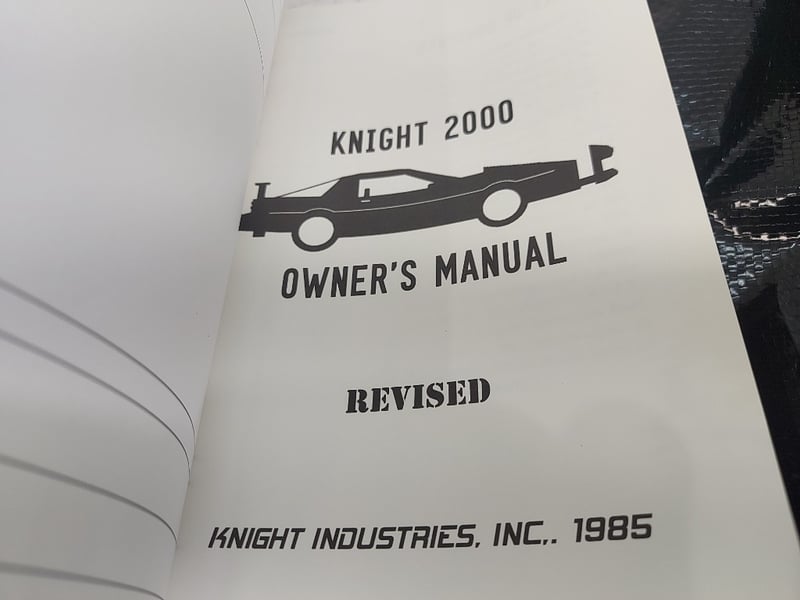 KNIGHT 2000
OWNER'S MANUAL
REVISED
KNIGHT INDUSTRIES, INC,. 1985